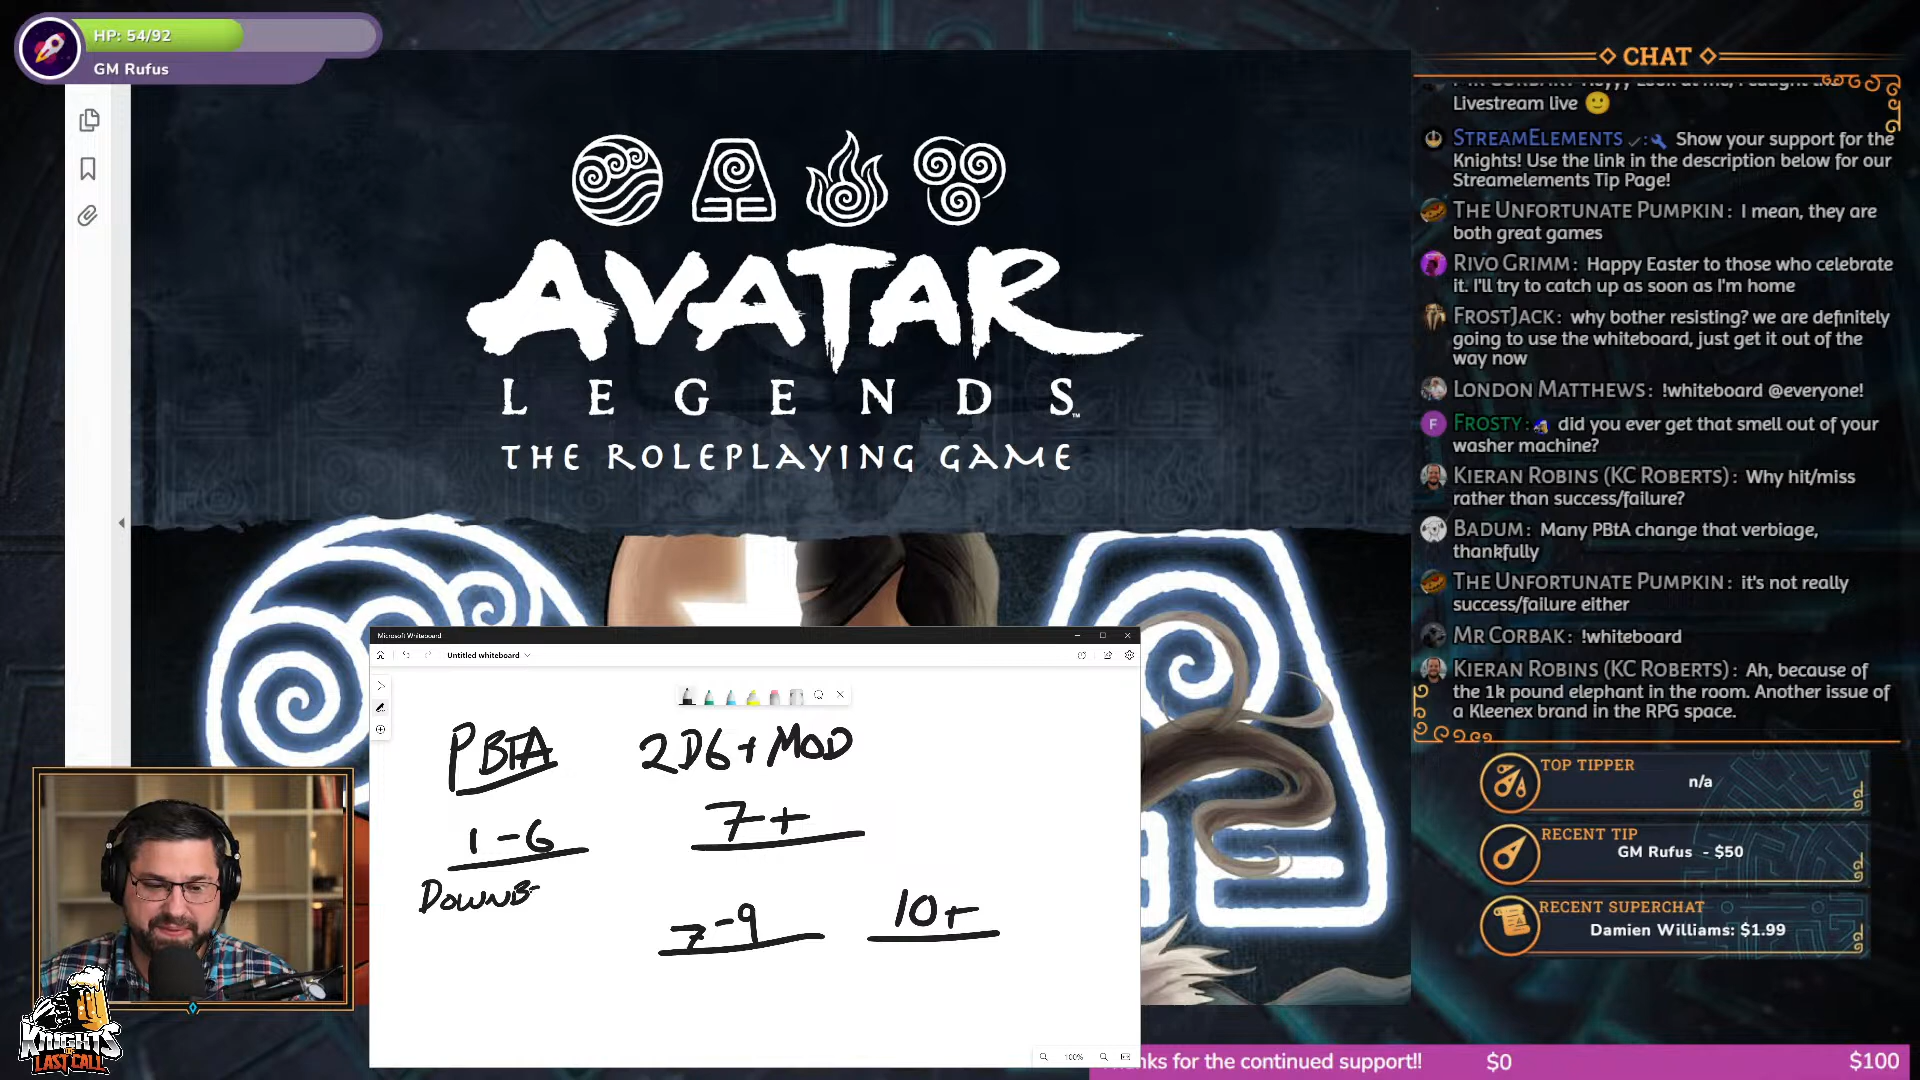 HP: 54/92
GM Rufus
AVATAR
LEGENDS™
THE ROLEPLAYING GAME
CHAT
Livestream live
STREAMELEMENTS : Show your support for the
Knights! Use the link in the description below for our
Streamelements Tip Page!
THE UNFORTUNATE PUMPKIN : I mean, they are
both great games
RIVO GRIMM : Happy Easter to those who celebrate
it. I'll try to catch up as soon as I'm home
FROSTJACK : why bother resisting? we are definitely
going to use the whiteboard, just get it out of the
way now
LONDON MATTHEWS : !whiteboard @everyone!
F FROSTY : did you ever get that smell out of your
washer machine?
KIERAN ROBINS (KC ROBERTS) : Why hit/miss
rather than success/failure?
BADUM : Many PBtA change that verbiage,
thankfully
THE UNFORTUNATE PUMPKIN : it's not really
success/failure either
MR CORBAK : !whiteboard
KIERAN ROBINS (KC ROBERTS) : Ah, because of
the 1k pound elephant in the room. Another issue of
a Kleenex brand in the RPG space.
TOP TIPPER
n/a
RECENT TIP
GM Rufus - $50
RECENT SUPERCHAT
Damien Williams: $1.99
Microsoft Whiteboard
Untitled whiteboard
PBTA 2D6+MOD
1-6 7+
DOWNB-
7-9 10+
100%
KNIGHTS
OF
LAST CALL
for the continued support!! $0 $100